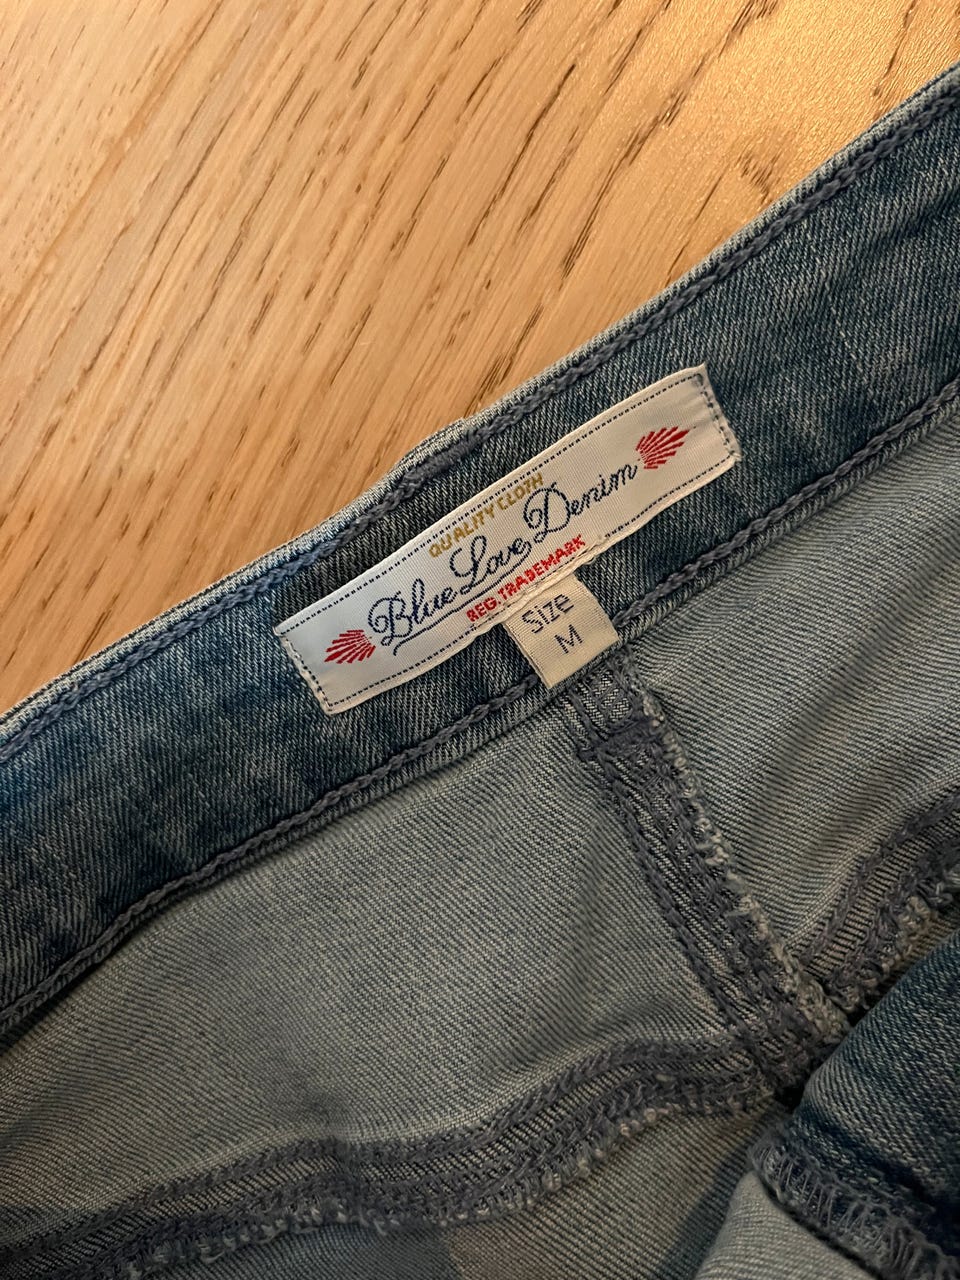 QUALITY CLOTH
Blue Love Denim
REG. TRADEMARK
Size
M